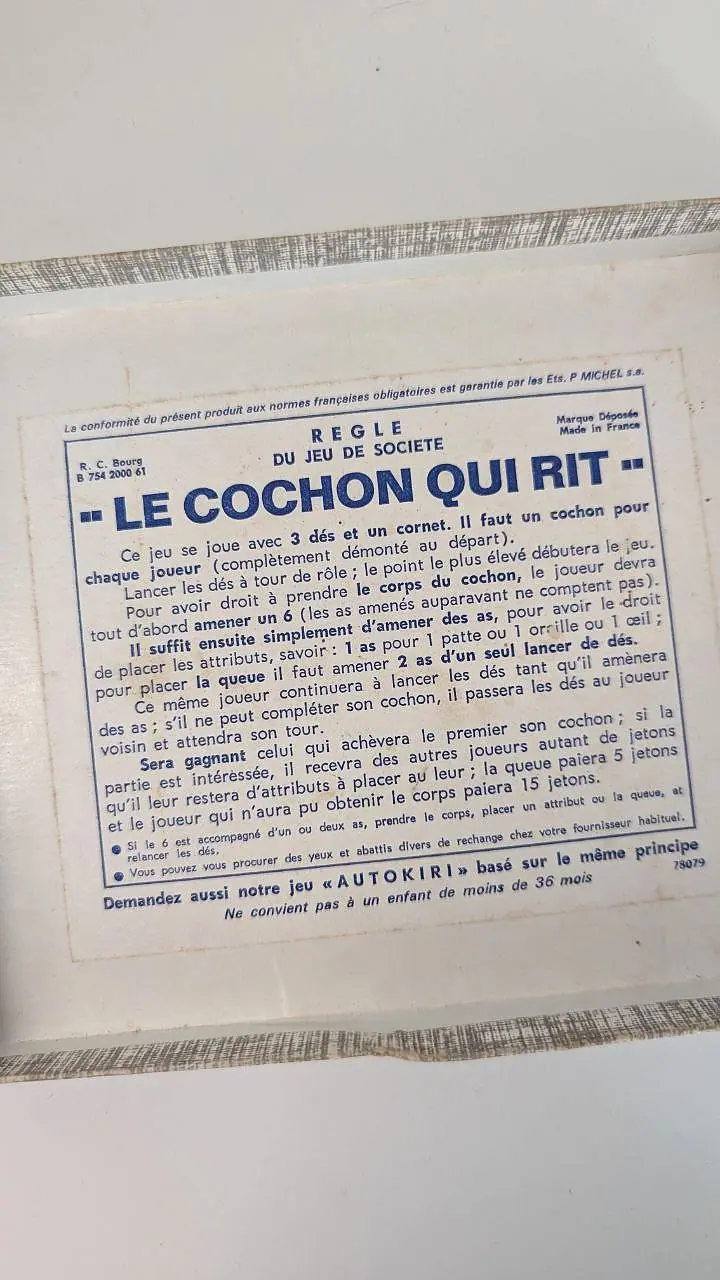 La conformité du présent produit aux normes françaises obligatoires est garantie par les Ets. P MICHEL s.a.
R. C. Bourg
B 754 2000 61
REGLE
DU JEU DE SOCIETE
Marque Déposée
Made in France
" LE COCHON QUI RIT "
Ce jeu se joue avec 3 dés et un cornet. Il faut un cochon pour
chaque joueur (complètement démonté au départ).
Lancer les dés à tour de rôle ; le point le plus élevé débutera le jeu.
Pour avoir droit à prendre le corps du cochon, le joueur devra
tout d'abord amener un 6 (les as amenés auparavant ne comptent pas).
Il suffit ensuite simplement d'amener des as, pour avoir le droit
de placer les attributs, savoir : 1 as pour 1 patte ou 1 oreille ou 1 œil ;
pour placer la queue il faut amener 2 as d'un seul lancer de dés.
Ce même joueur continuera à lancer les dés tant qu'il amènera
des as ; s'il ne peut compléter son cochon, il passera les dés au joueur
voisin et attendra son tour.
Sera gagnant celui qui achèvera le premier son cochon ; si la
partie est intéressée, il recevra des autres joueurs autant de jetons
qu'il leur restera d'attributs à placer au leur ; la queue paiera 5 jetons
et le joueur qui n'aura pu obtenir le corps paiera 15 jetons.
● Si le 6 est accompagné d'un ou deux as, prendre le corps, placer un attribut ou la queue, et
relancer les dés.
● Vous pouvez vous procurer des yeux et abattis divers de rechange chez votre fournisseur habituel.
Demandez aussi notre jeu «AUTOKIRI» basé sur le même principe
Ne convient pas à un enfant de moins de 36 mois
78079